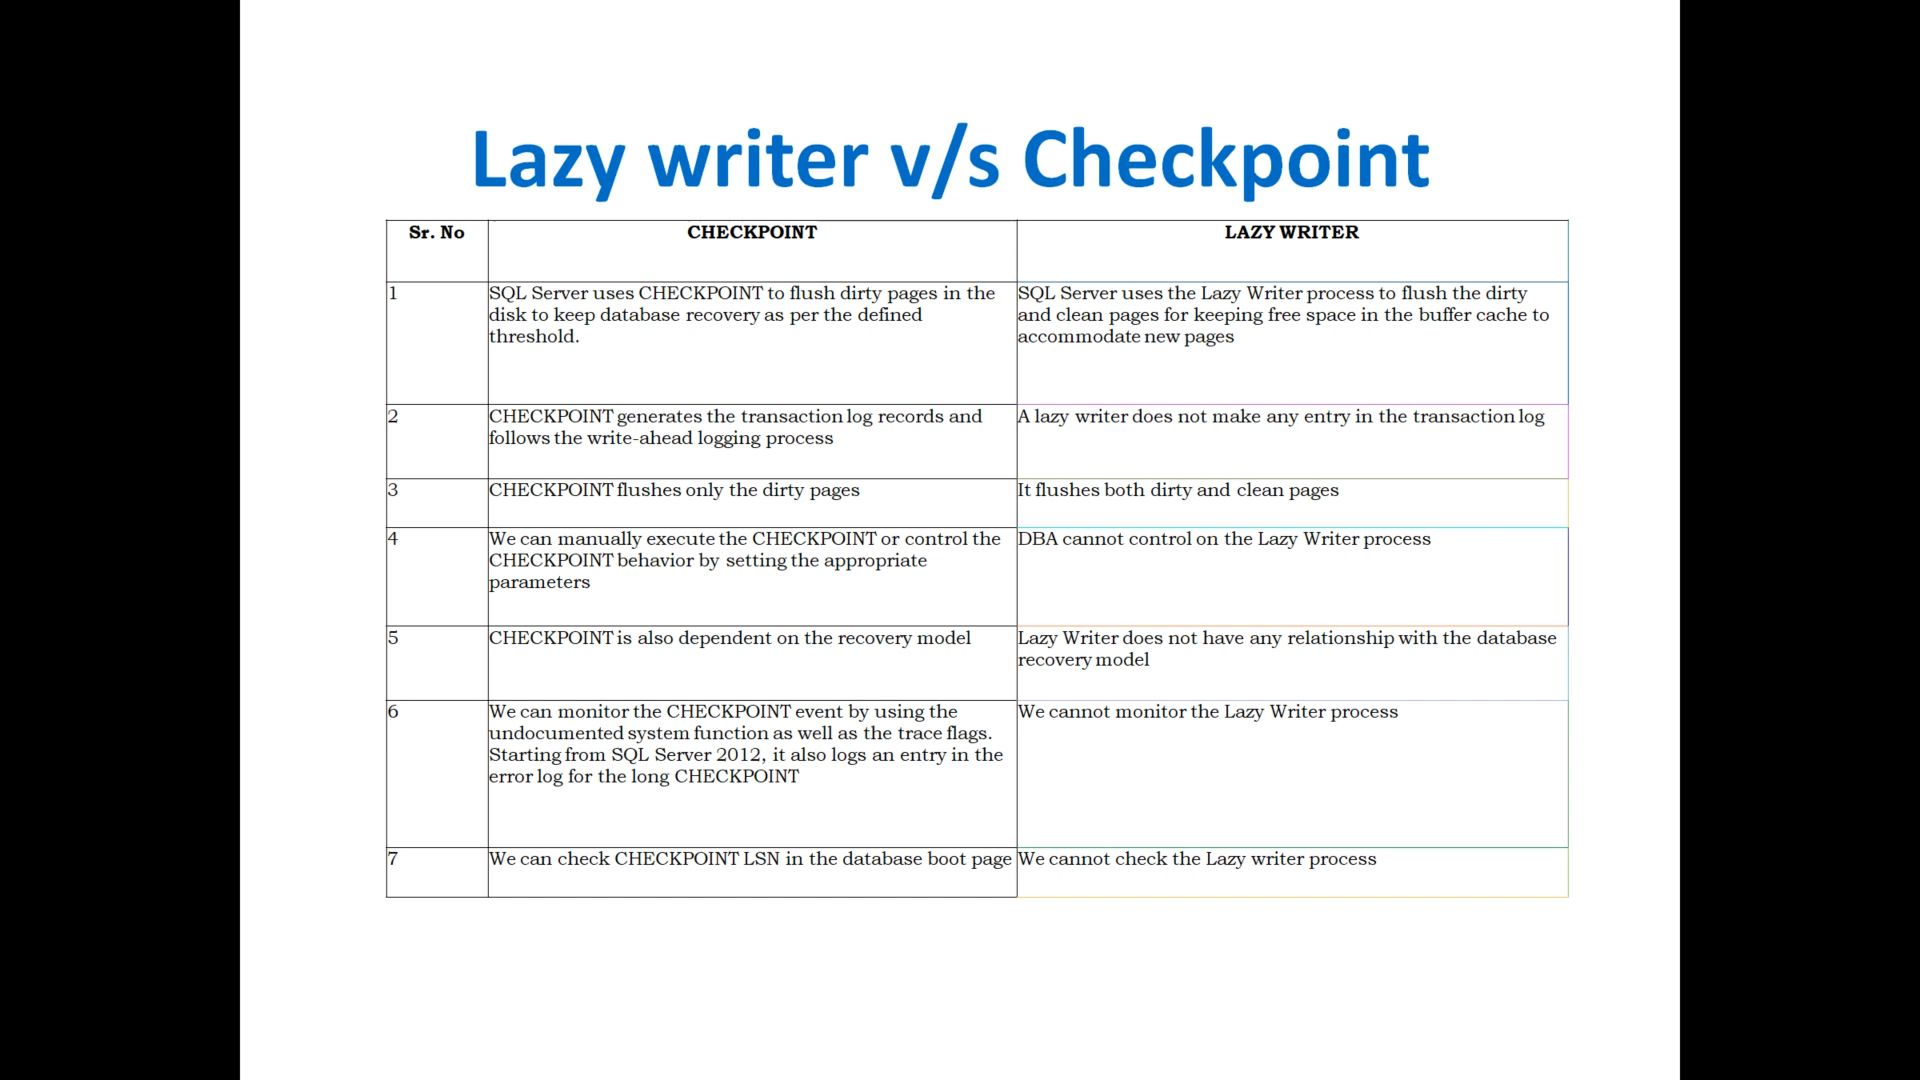 Lazy writer v/s Checkpoint
Sr. No
CHECKPOINT
LAZY WRITER
1
SQL Server uses CHECKPOINT to flush dirty pages in the
disk to keep database recovery as per the defined
threshold.
SQL Server uses the Lazy Writer process to flush the dirty
and clean pages for keeping free space in the buffer cache to
accommodate new pages
2
CHECKPOINT generates the transaction log records and
follows the write-ahead logging process
A lazy writer does not make any entry in the transaction log
3
CHECKPOINT flushes only the dirty pages
It flushes both dirty and clean pages
4
We can manually execute the CHECKPOINT or control the
CHECKPOINT behavior by setting the appropriate
parameters
DBA cannot control on the Lazy Writer process
5
CHECKPOINT is also dependent on the recovery model
Lazy Writer does not have any relationship with the database
recovery model
6
We can monitor the CHECKPOINT event by using the
undocumented system function as well as the trace flags.
Starting from SQL Server 2012, it also logs an entry in the
error log for the long CHECKPOINT
We cannot monitor the Lazy Writer process
7
We can check CHECKPOINT LSN in the database boot page
We cannot check the Lazy writer process